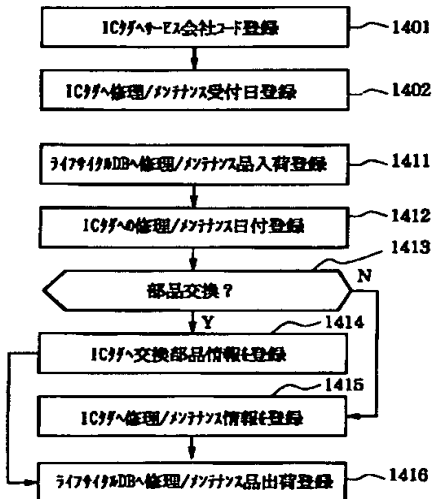 ICタグへサービス会社コード登録
1401
ICタグへ修理/メンテナンス受付日登録
1402
ライフサイクルDBへ修理/メンテナンス品入荷登録
1411
ICタグへの修理/メンテナンス日付登録
1412
1413
部品交換?
N
Y
1414
ICタグへ交換部品情報を登録
1415
ICタグへ修理/メンテナンス情報を登録
ライフサイクルDBへ修理/メンテナンス品出荷登録
1416